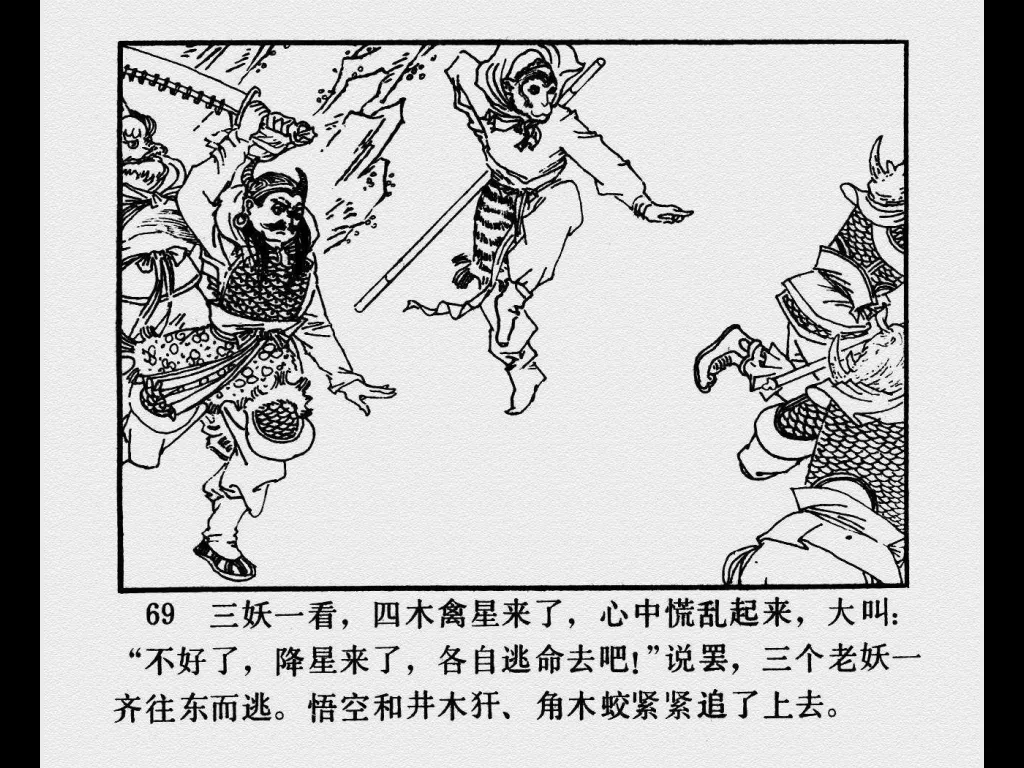 69 三妖一看，四木禽星来了，心中慌乱起来，大叫：
“不好了，降星来了，各自逃命去吧！”说罢，三个老妖一
齐往东而逃。悟空和井木犴、角木蛟紧紧追了上去。